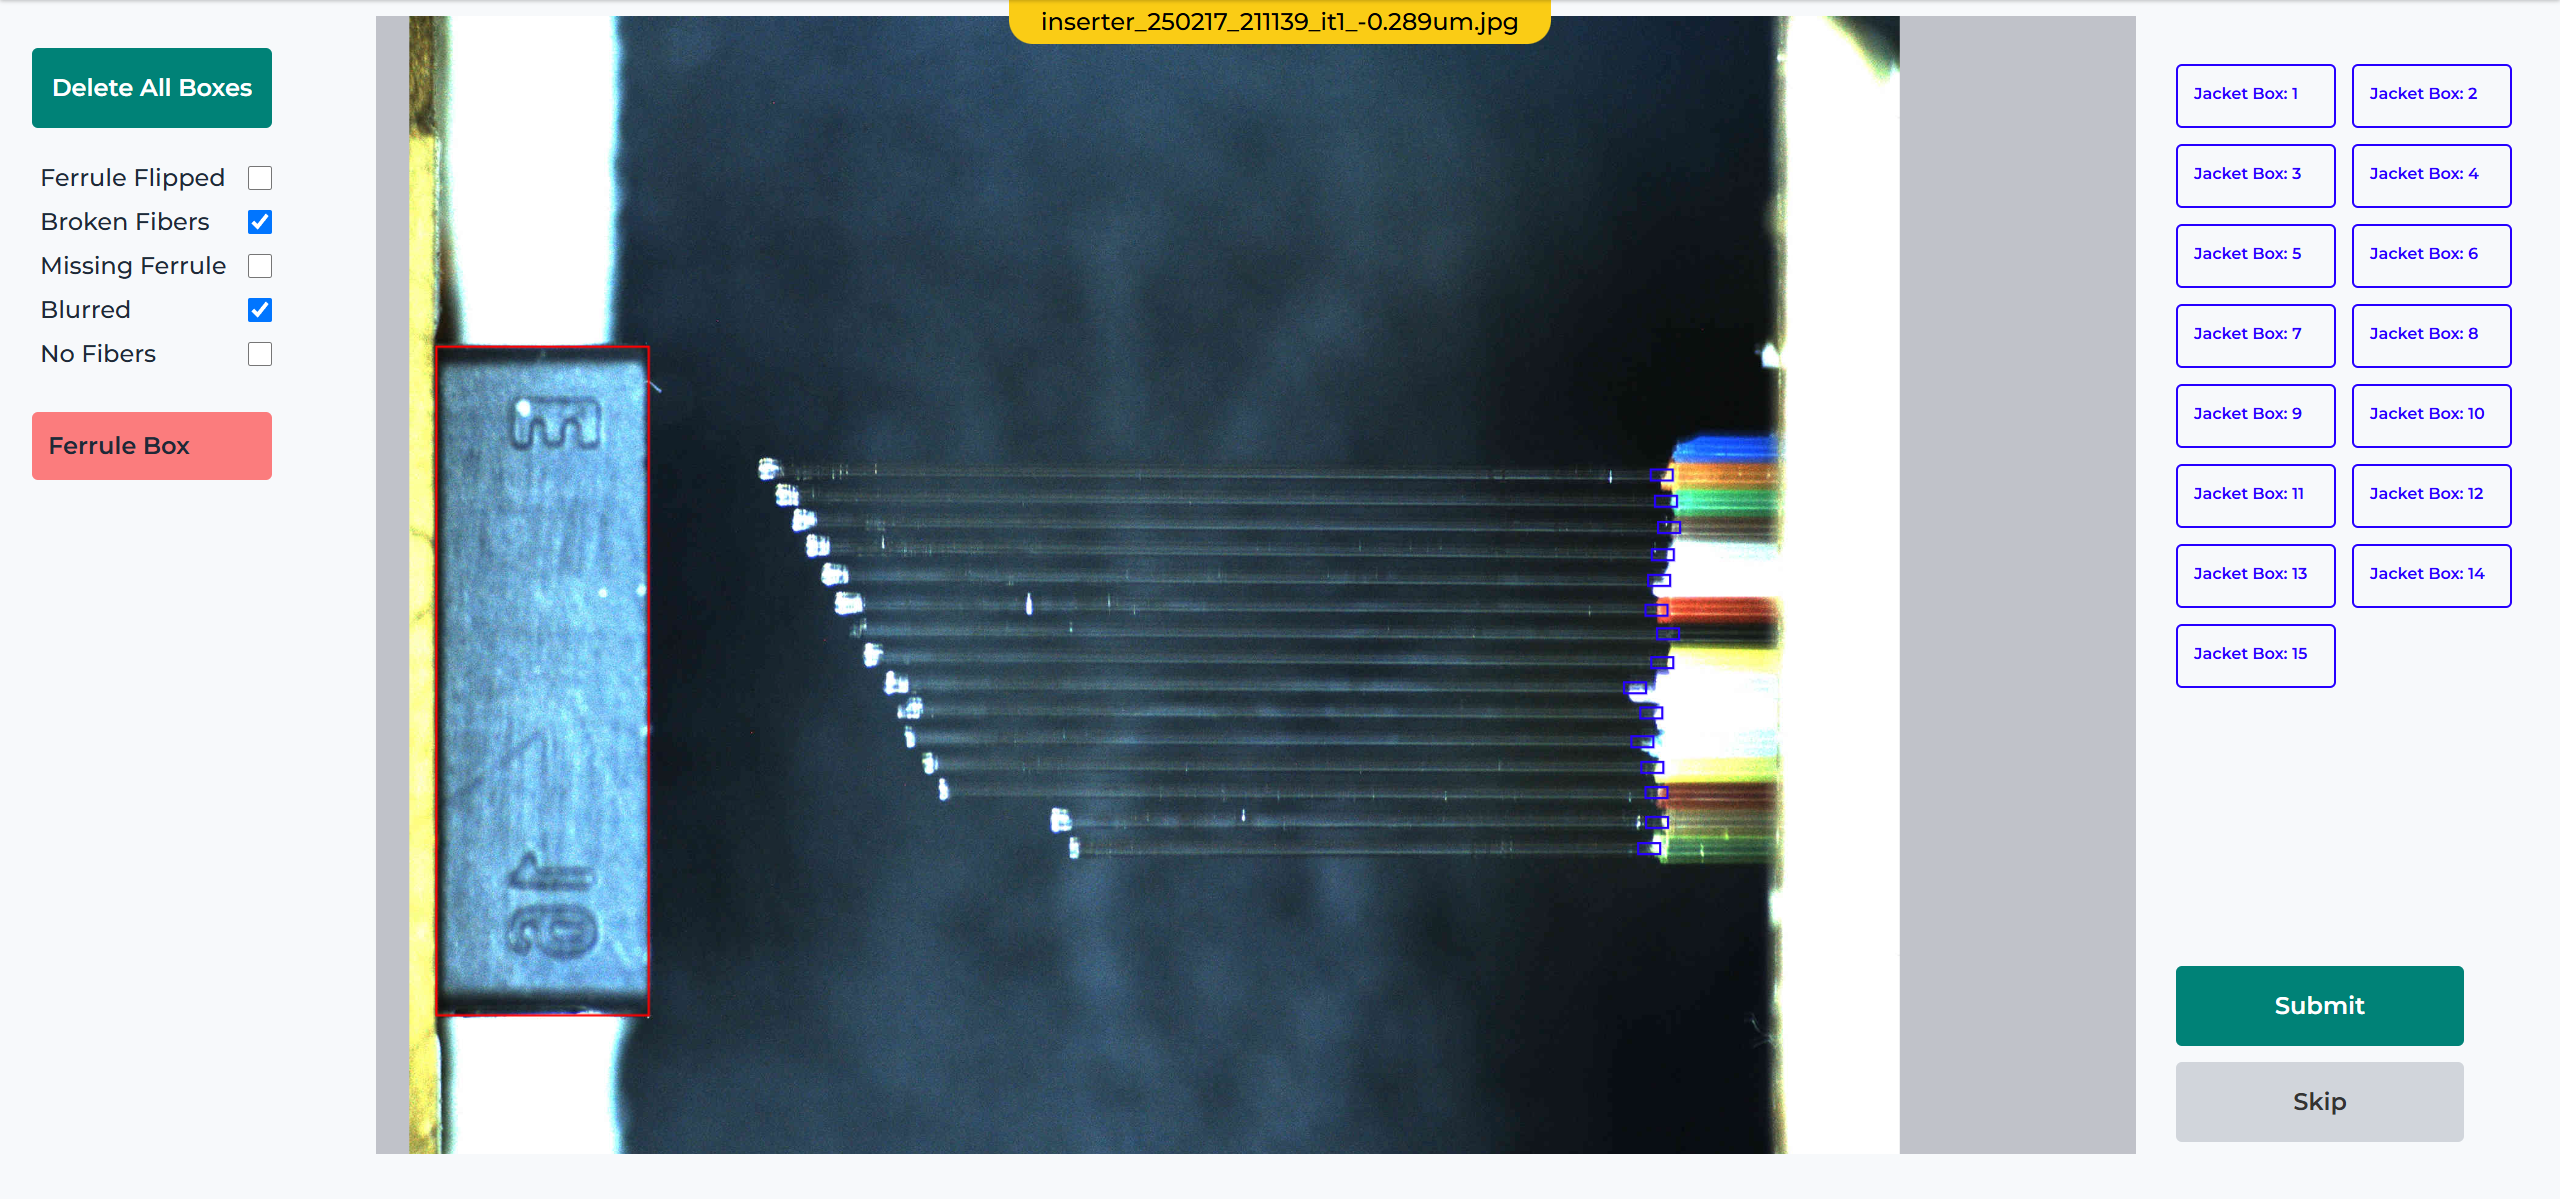 inserter_250217_211139_it1_-0.289um.jpg
Delete All Boxes
Ferrule Flipped
Broken Fibers
Missing Ferrule
Blurred
No Fibers
Ferrule Box
Jacket Box: 1
Jacket Box: 2
Jacket Box: 3
Jacket Box: 4
Jacket Box: 5
Jacket Box: 6
Jacket Box: 7
Jacket Box: 8
Jacket Box: 9
Jacket Box: 10
Jacket Box: 11
Jacket Box: 12
Jacket Box: 13
Jacket Box: 14
Jacket Box: 15
Submit
Skip